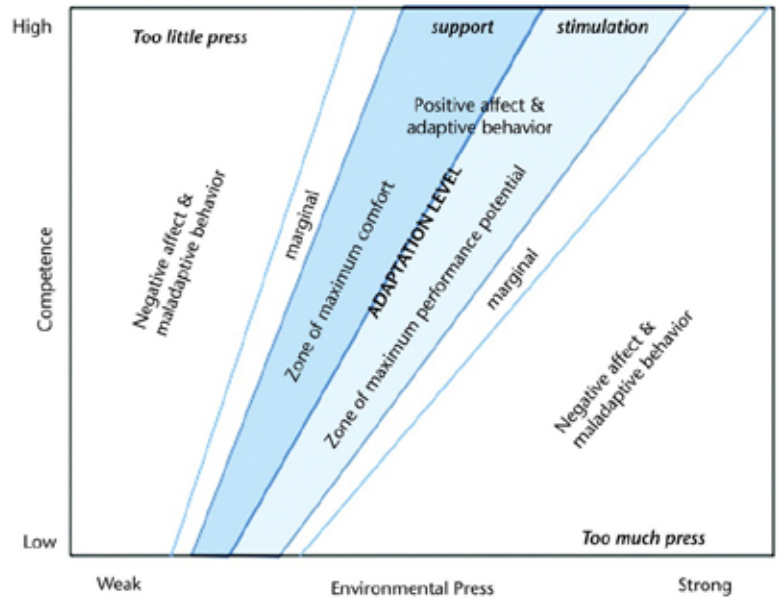 High
Too little press
support
stimulation
Positive affect &
adaptive behavior
Negative affect &
maladaptive behavior
marginal
Zone of maximum comfort
ADAPTATION LEVEL
Zone of maximum performance potential
marginal
Negative affect &
maladaptive behavior
Competence
Low
Too much press
Weak
Environmental Press
Strong